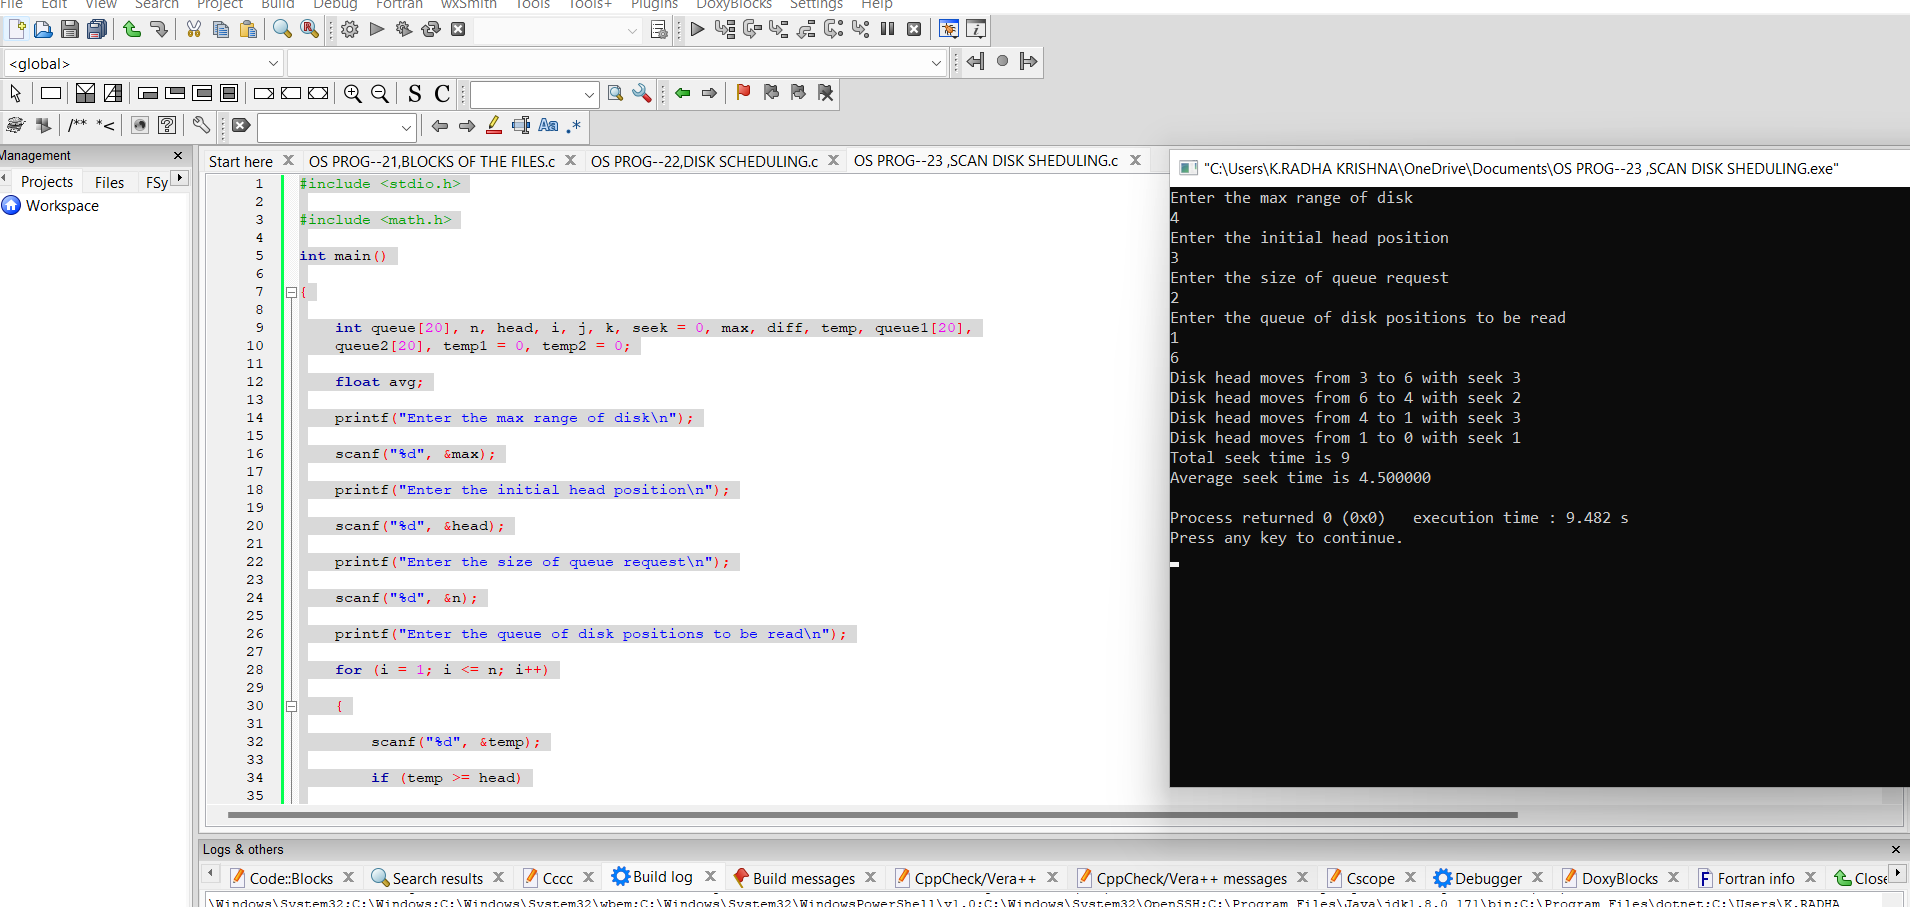 File Edit View Search Project Build Debug Fortran wxSmith Tools Tools+ Plugins DoxyBlocks Settings Help
<global>
S C
/** *<
Aa .*
Management
Projects Files FSy
Workspace
Start here
OS PROG--21,BLOCKS OF THE FILES.c
OS PROG--22,DISK SCHEDULING.c
OS PROG--23 ,SCAN DISK SHEDULING.c
1 #include <stdio.h>
2
3 #include <math.h>
4
5 int main()
6
7 {
8
9 int queue[20], n, head, i, j, k, seek = 0, max, diff, temp, queue1[20],
10 queue2[20], temp1 = 0, temp2 = 0;
11
12 float avg;
13
14 printf("Enter the max range of disk\n");
15
16 scanf("%d", &max);
17
18 printf("Enter the initial head position\n");
19
20 scanf("%d", &head);
21
22 printf("Enter the size of queue request\n");
23
24 scanf("%d", &n);
25
26 printf("Enter the queue of disk positions to be read\n");
27
28 for (i = 1; i <= n; i++)
29
30 {
31
32 scanf("%d", &temp);
33
34 if (temp >= head)
35
"C:\Users\K.RADHA KRISHNA\OneDrive\Documents\OS PROG--23 ,SCAN DISK SHEDULING.exe"
Enter the max range of disk
4
Enter the initial head position
3
Enter the size of queue request
2
Enter the queue of disk positions to be read
1
6
Disk head moves from 3 to 6 with seek 3
Disk head moves from 6 to 4 with seek 2
Disk head moves from 4 to 1 with seek 3
Disk head moves from 1 to 0 with seek 1
Total seek time is 9
Average seek time is 4.500000
Process returned 0 (0x0) execution time : 9.482 s
Press any key to continue.
Logs & others
Code::Blocks Search results Cccc Build log Build messages CppCheck/Vera++ CppCheck/Vera++ messages Cscope Debugger DoxyBlocks Fortran info Close
\Windows\System32;C:\Windows;C:\Windows\System32\wbem;C:\Windows\System32\WindowsPowerShell\v1.0;C:\Windows\System32\OpenSSH;C:\Program Files\Java\jdk1.8.0_171\bin;C:\Program Files\dotnet;C:\Users\K.RADHA